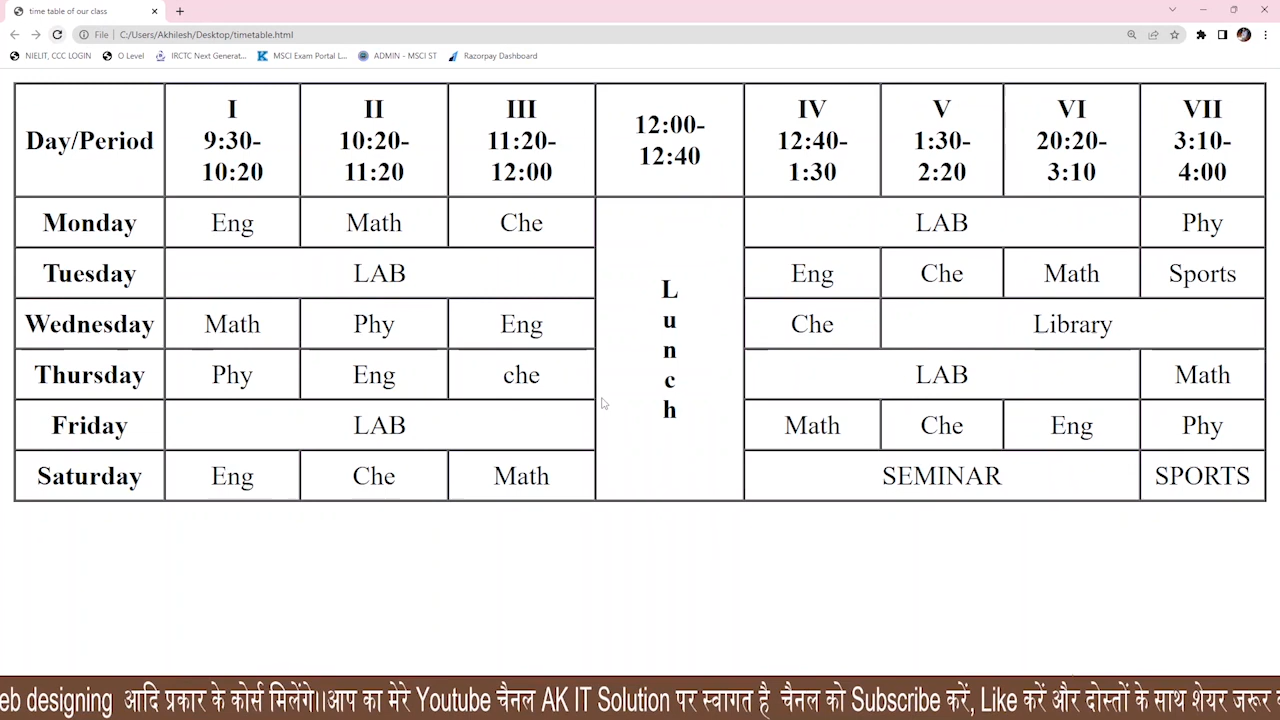 time table of our class
File C:/Users/Akhilesh/Desktop/timetable.html
NIELIT, CCC LOGIN O Level IRCTC Next Generat... MSCI Exam Portal L... ADMIN - MSCI ST Razorpay Dashboard
Day/Period I 9:30-10:20 II 10:20-11:20 III 11:20-12:00 12:00-12:40 IV 12:40-1:30 V 1:30-2:20 VI 20:20-3:10 VII 3:10-4:00
Monday Eng Math Che Lunch LAB Phy
Tuesday LAB Eng Che Math Sports
Wednesday Math Phy Eng Che Library
Thursday Phy Eng che LAB Math
Friday LAB Math Che Eng Phy
Saturday Eng Che Math SEMINAR SPORTS
eb designing आदि प्रकार के कोर्स मिलेंगे।।आप का मेरे Youtube चैनल AK IT Solution पर स्वागत है चैनल को Subscribe करें, Like करें और दोस्तों के साथ शेयर जरूर